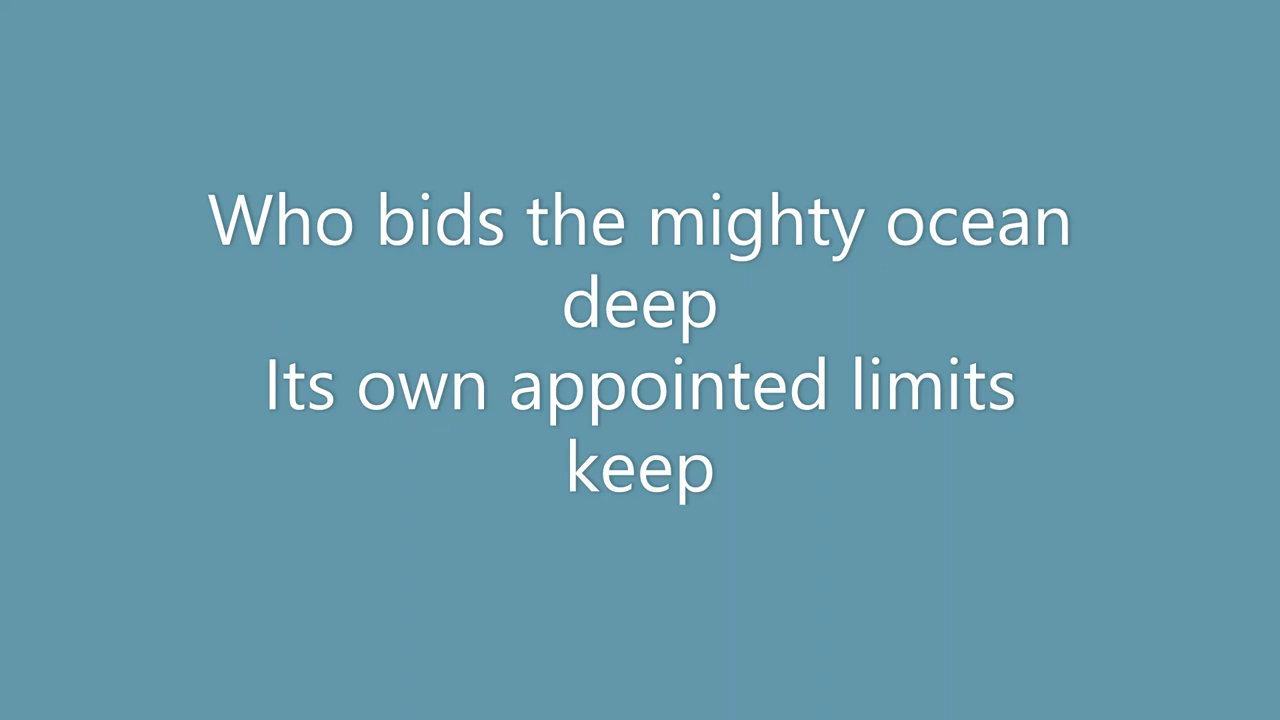 Who bids the mighty ocean
deep
Its own appointed limits
keep